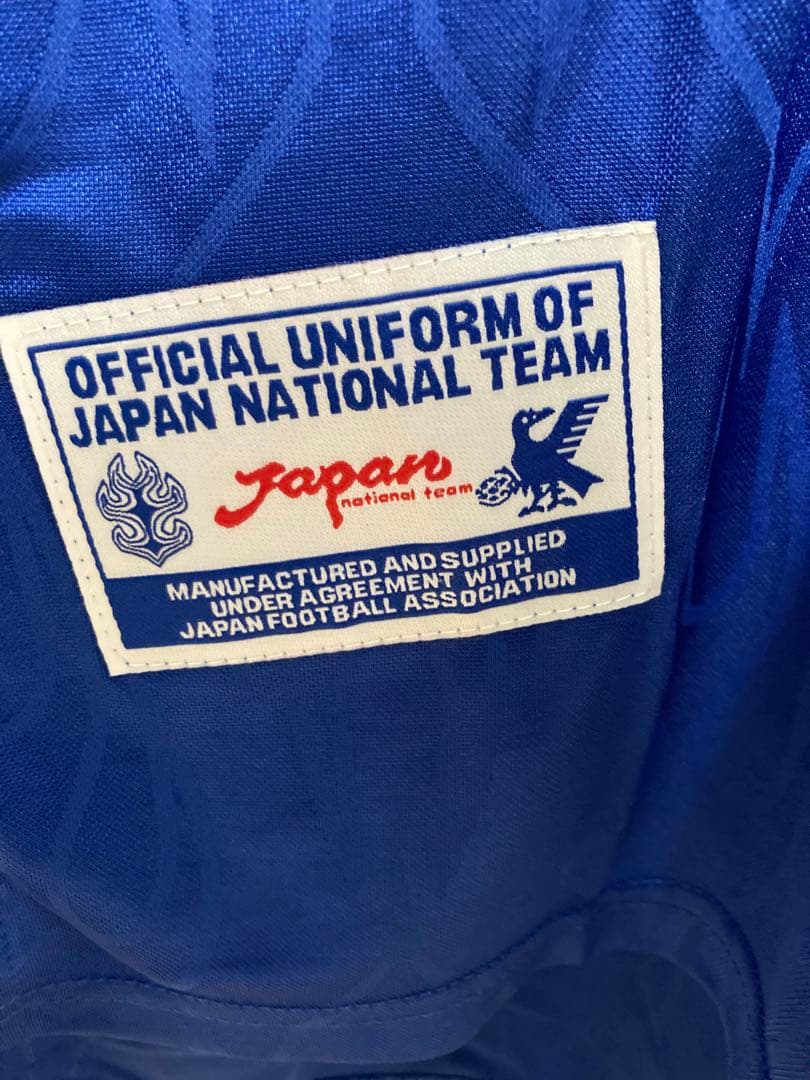 OFFICIAL UNIFORM OF
JAPAN NATIONAL TEAM
Japan
national team
MANUFACTURED AND SUPPLIED
UNDER AGREEMENT WITH
JAPAN FOOTBALL ASSOCIATION